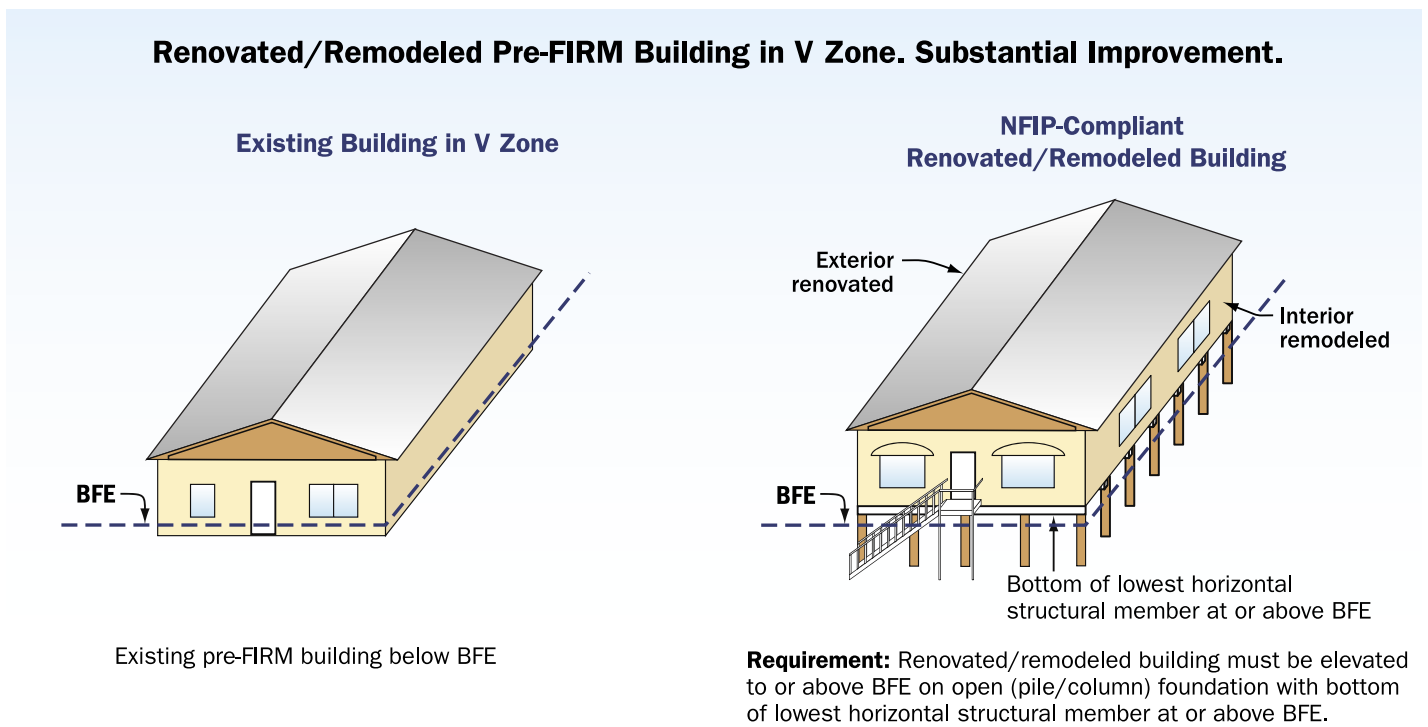 Renovated/Remodeled Pre-FIRM Building in V Zone. Substantial Improvement.
Existing Building in V Zone
BFE
Existing pre-FIRM building below BFE
NFIP-Compliant
Renovated/Remodeled Building
Exterior
renovated
Interior
remodeled
BFE
Bottom of lowest horizontal
structural member at or above BFE
Requirement: Renovated/remodeled building must be elevated
to or above BFE on open (pile/column) foundation with bottom
of lowest horizontal structural member at or above BFE.